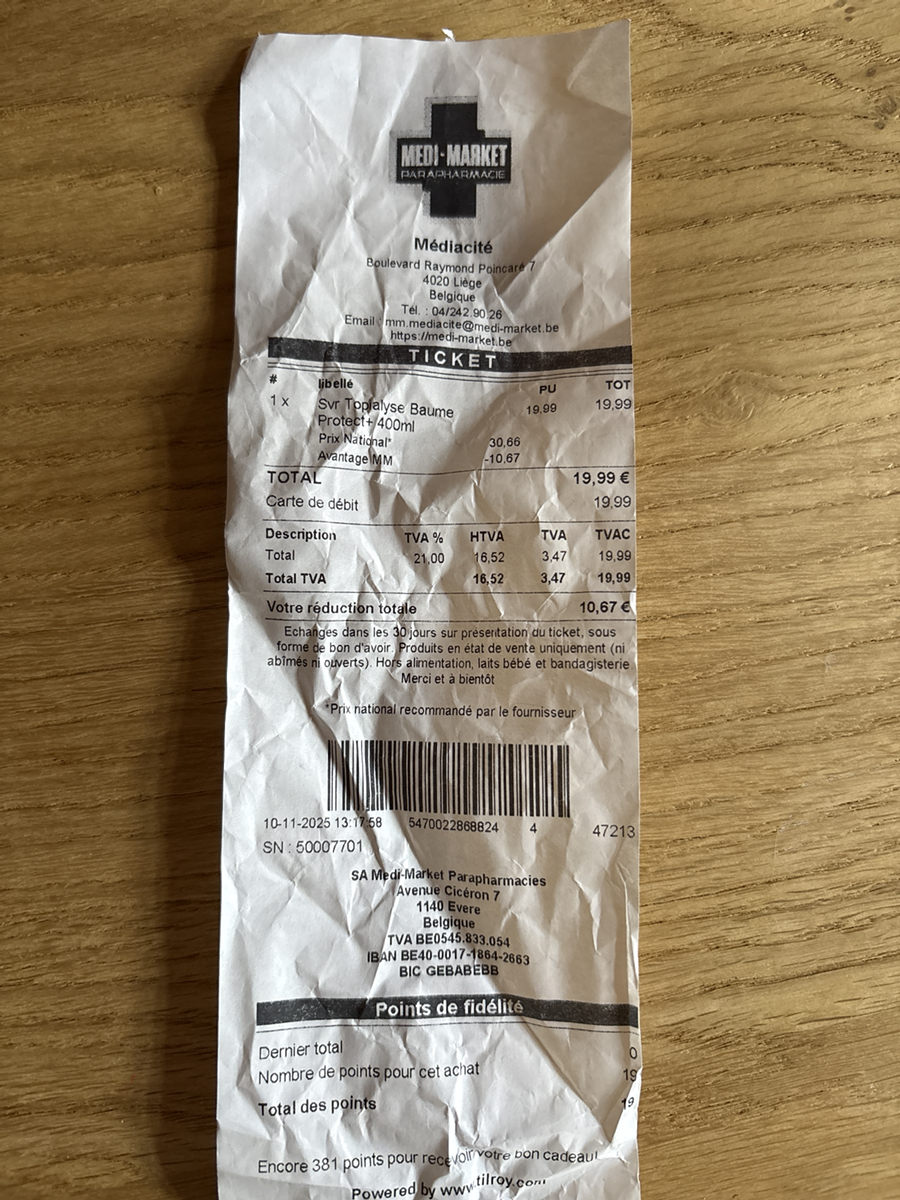 MEDI-MARKET
PARAPHARMACIE
Médiacité
Boulevard Raymond Poincaré 7
4020 Liège
Belgique
Tél. : 04/242.90.26
Email : mm.mediacite@medi-market.be
https://medi-market.be
TICKET
# libellé PU TOT
1 x Svr Topialyse Baume 19,99 19,99
Protect+ 400ml
Prix National* 30,66
Avantage MM -10,67
TOTAL 19,99 €
Carte de débit 19,99
Description TVA % HTVA TVA TVAC
Total 21,00 16,52 3,47 19,99
Total TVA 16,52 3,47 19,99
Votre réduction totale 10,67 €
Echanges dans les 30 jours sur présentation du ticket, sous
forme de bon d'avoir. Produits en état de vente uniquement (ni
abîmés ni ouverts). Hors alimentation, laits bébé et bandagisterie
Merci et à bientôt
*Prix national recommandé par le fournisseur
10-11-2025 13:17:58 5470022868824 4 47213
SN : 50007701
SA Medi-Market Parapharmacies
Avenue Cicéron 7
1140 Evere
Belgique
TVA BE0545.833.054
IBAN BE40-0017-1864-2663
BIC GEBABEBB
Points de fidélité
Dernier total 0
Nombre de points pour cet achat 19
Total des points 19
Encore 381 points pour recevoir votre bon cadeau!
Powered by www.tilroy.com